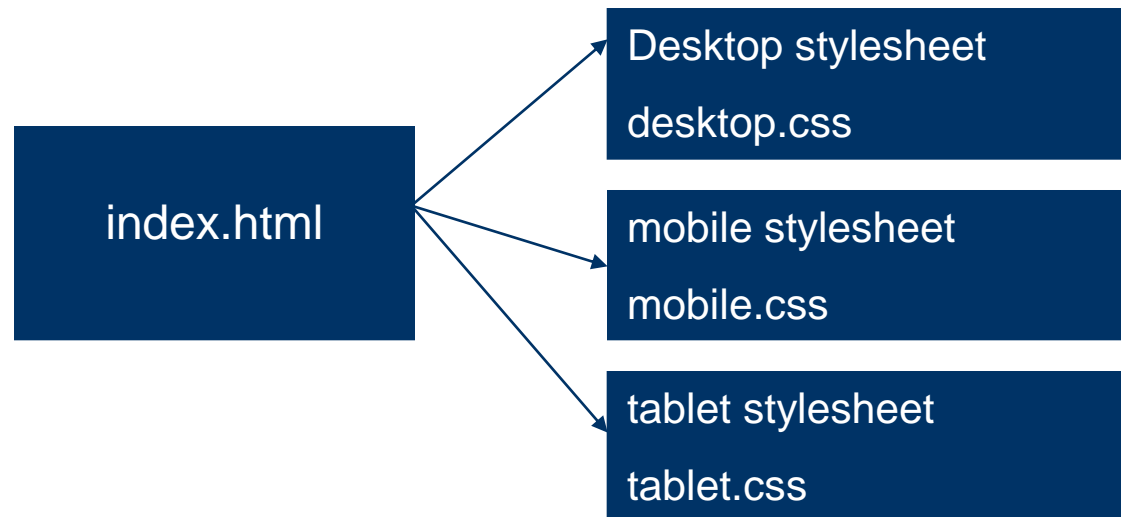 index.html
Desktop stylesheet
desktop.css
mobile stylesheet
mobile.css
tablet stylesheet
tablet.css